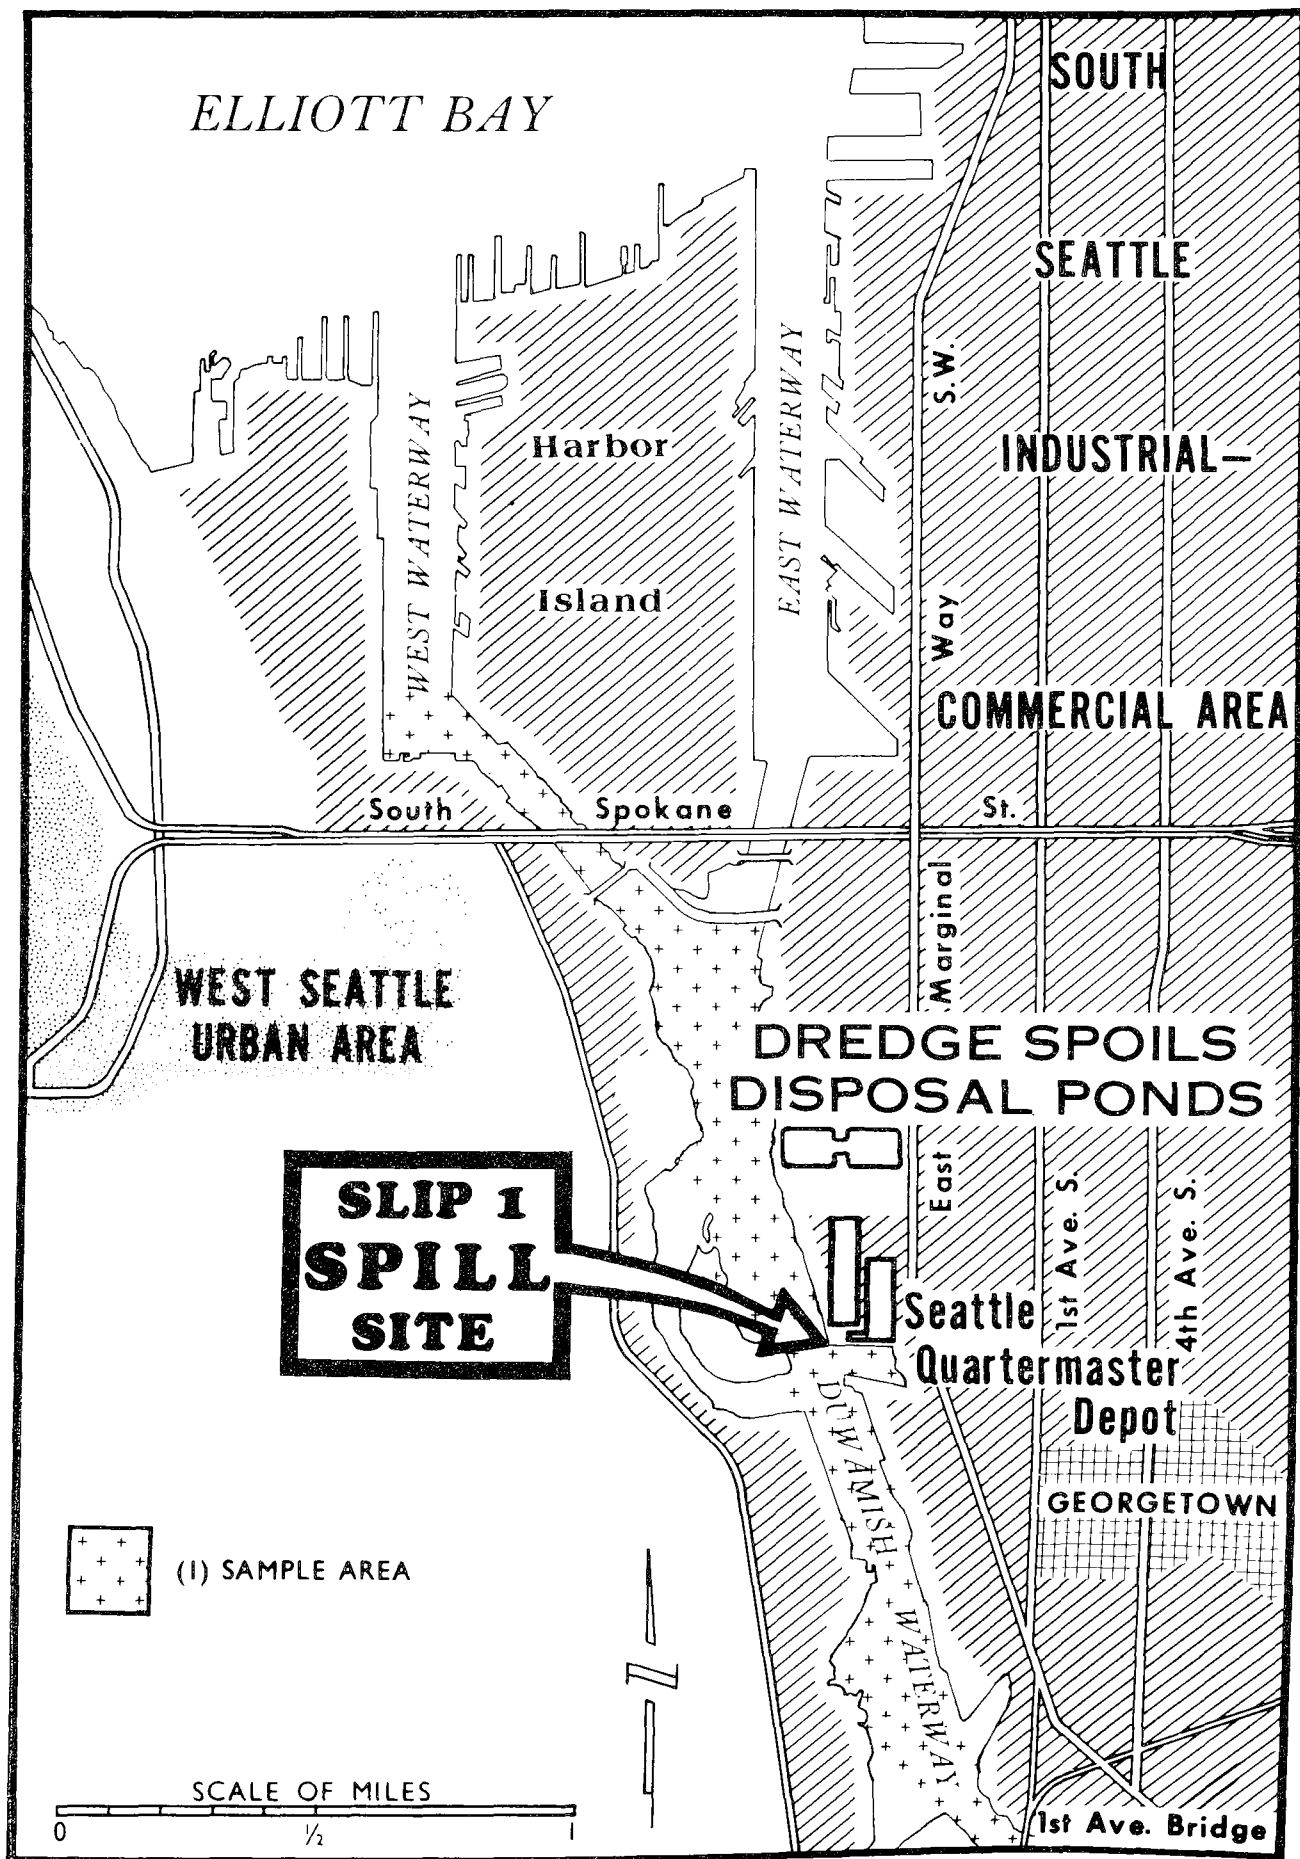 ELLIOTT BAY
SOUTH
SEATTLE
INDUSTRIAL—
COMMERCIAL AREA
Harbor
Island
WEST WATERWAY
EAST WATERWAY
S.W.
Way
Marginal
East
South Spokane St.
WEST SEATTLE
URBAN AREA
DREDGE SPOILS
DISPOSAL PONDS
SLIP 1
SPILL
SITE
1st Ave. S.
4th Ave. S.
Seattle
Quartermaster
Depot
DUWAMISH
WATERWAY
GEORGETOWN
(1) SAMPLE AREA
N
SCALE OF MILES
0 1/2 1
1st Ave. Bridge